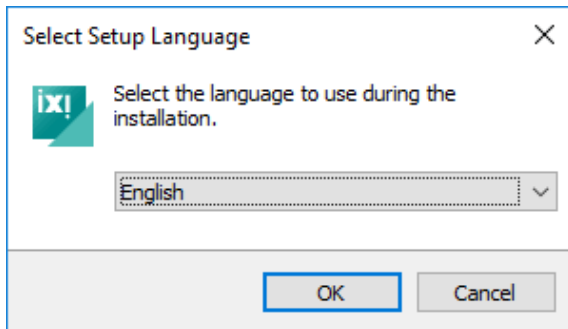 Select Setup Language
ixi
Select the language to use during the
installation.
English
OK
Cancel